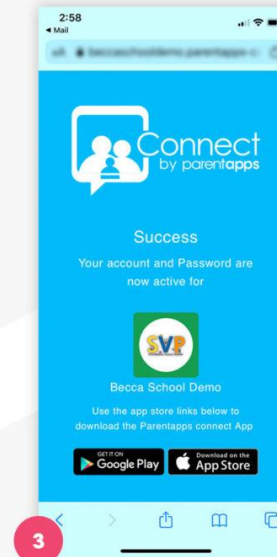 2:58
Mail
Connect
by parentapps
Success
Your account and Password are
now active for
SVP
Becca School Demo
Use the app store links below to
download the Parentapps connect App
GET IT ON
Google Play
Download on the
App Store
3